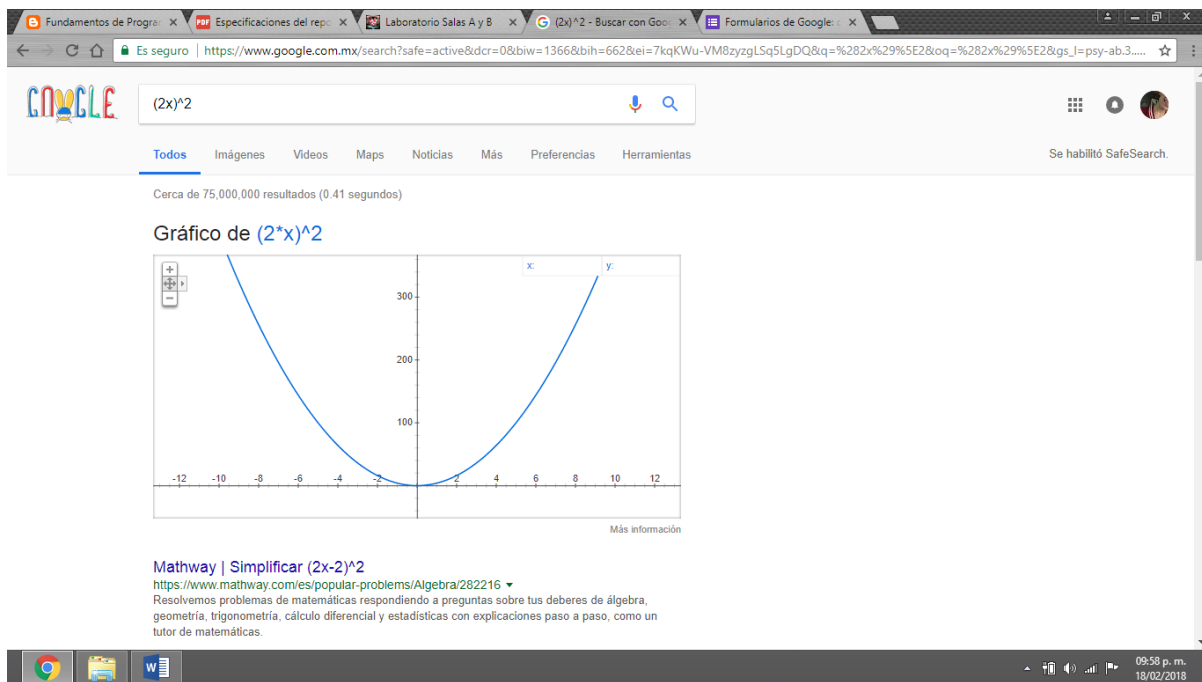 Fundamentos de Progra
Especificaciones del repo
Laboratorio Salas A y B
(2x)^2 - Buscar con Goo
Formularios de Google: c
Es seguro | https://www.google.com.mx/search?safe=active&dcr=0&biw=1366&bih=662&ei=7kqKWu-VM8zyzgLSq5LgDQ&q=%282x%29%5E2&oq=%282x%29%5E2&gs_l=psy-ab.3.....
GOOGLE
(2x)^2
Todos Imágenes Videos Maps Noticias Más Preferencias Herramientas
Se habilitó SafeSearch.
Cerca de 75,000,000 resultados (0.41 segundos)
Gráfico de (2*x)^2
x: y:
300
200
100
-12 -10 -8 -6 -4 -2 2 4 6 8 10 12
Más información
Mathway | Simplificar (2x-2)^2
https://www.mathway.com/es/popular-problems/Algebra/282216
Resolvemos problemas de matemáticas respondiendo a preguntas sobre tus deberes de álgebra,
geometría, trigonometría, cálculo diferencial y estadísticas con explicaciones paso a paso, como un
tutor de matemáticas.
09:58 p. m.
18/02/2018